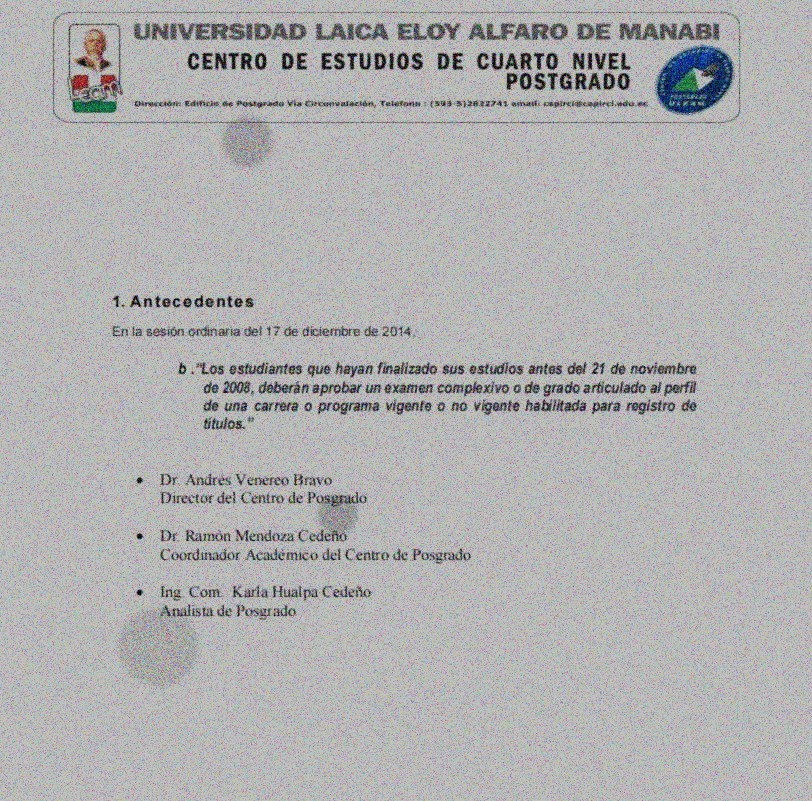 UNIVERSIDAD LAICA ELOY ALFARO DE MANABI
CENTRO DE ESTUDIOS DE CUARTO NIVEL
POSTGRADO
Dirección: Edificio de Postgrado Vía Circunvalación, Telefono : (593-5)2622741 email: cepirci@cepirci.edu.ec
1. Antecedentes
En la sesión ordinaria del 17 de diciembre de 2014,
b ."Los estudiantes que hayan finalizado sus estudios antes del 21 de noviembre
de 2008, deberán aprobar un examen complexivo o de grado articulado al perfil
de una carrera o programa vigente o no vigente habilitada para registro de
títulos."
• Dr. Andrés Venereo Bravo
Director del Centro de Posgrado
• Dr. Ramón Mendoza Cedeño
Coordinador Académico del Centro de Posgrado
• Ing. Com. Karla Hualpa Cedeño
Analista de Posgrado